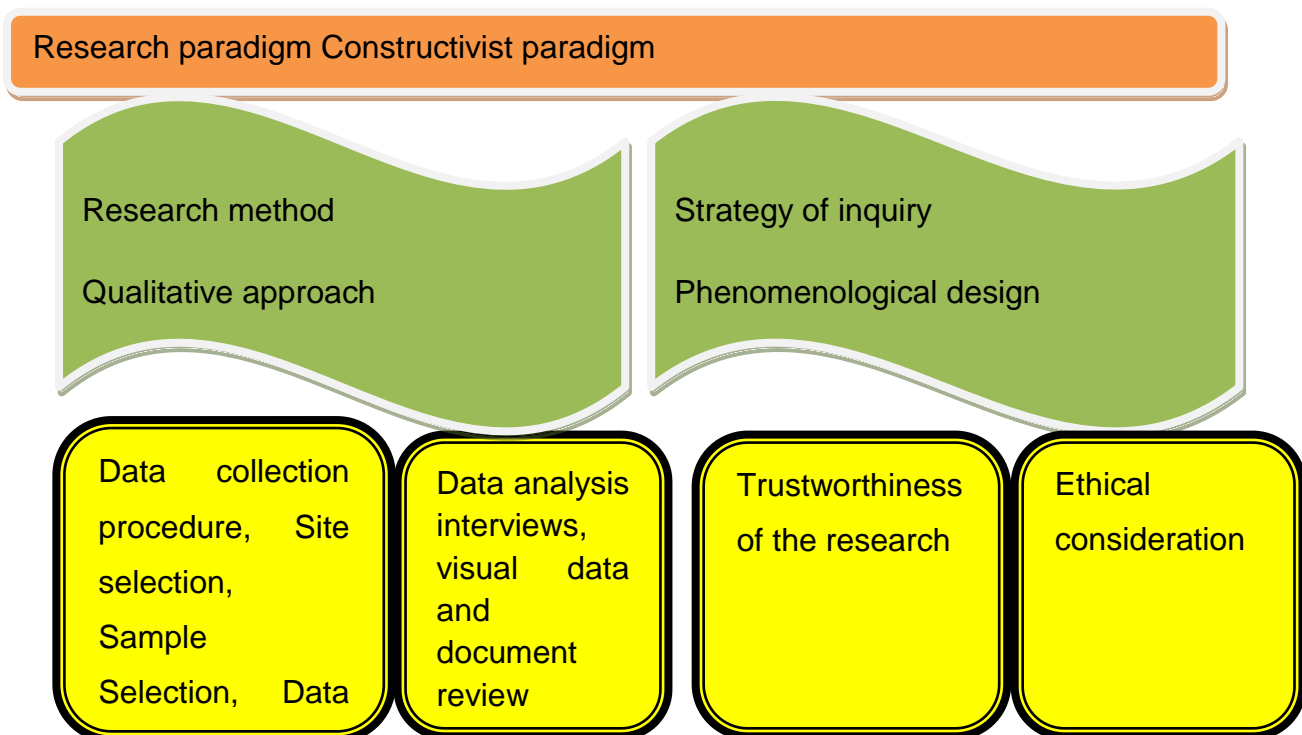 Research paradigm Constructivist paradigm
Research method
Qualitative approach
Strategy of inquiry
Phenomenological design
Data collection
procedure, Site
selection,
Sample
Selection, Data
Data analysis
interviews,
visual data
and
document
review
Trustworthiness
of the research
Ethical
consideration